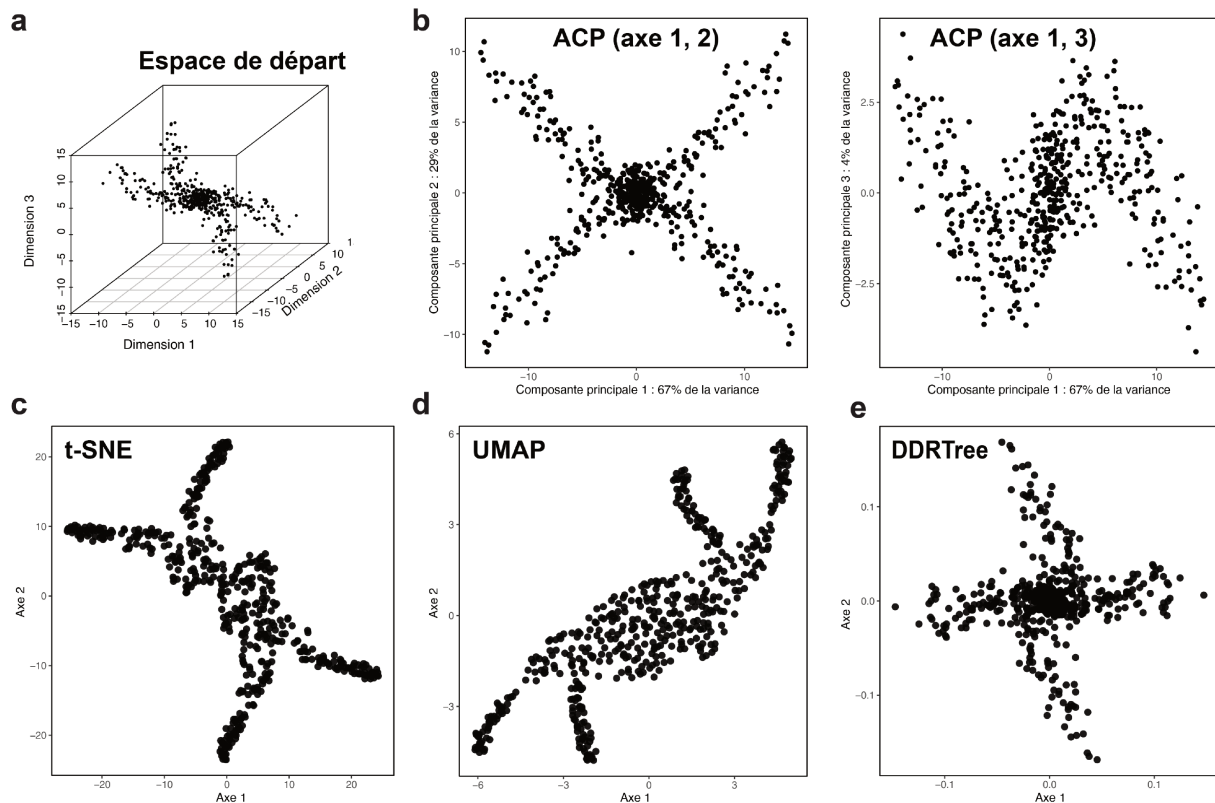 a
Espace de départ
15
10
5
0
−5
−10
−15
Dimension 3
−15 −10 −5 0 5 10 15
Dimension 1
−15 −10 −5 0 5 10 1
Dimension 2
b
ACP (axe 1, 2)
10
5
0
−5
−10
Composante principale 2 : 29% de la variance
−10 0 10
Composante principale 1 : 67% de la variance
ACP (axe 1, 3)
2.5
0.0
−2.5
Composante principale 3 : 4% de la variance
−10 0 10
Composante principale 1 : 67% de la variance
c
t-SNE
20
10
0
−10
−20
Axe 2
−20 −10 0 10 20
Axe 1
d
UMAP
6
3
0
−3
Axe 2
−6 −3 0 3
Axe 1
e
DDRTree
0.1
0.0
−0.1
Axe 2
−0.1 0.0 0.1
Axe 1